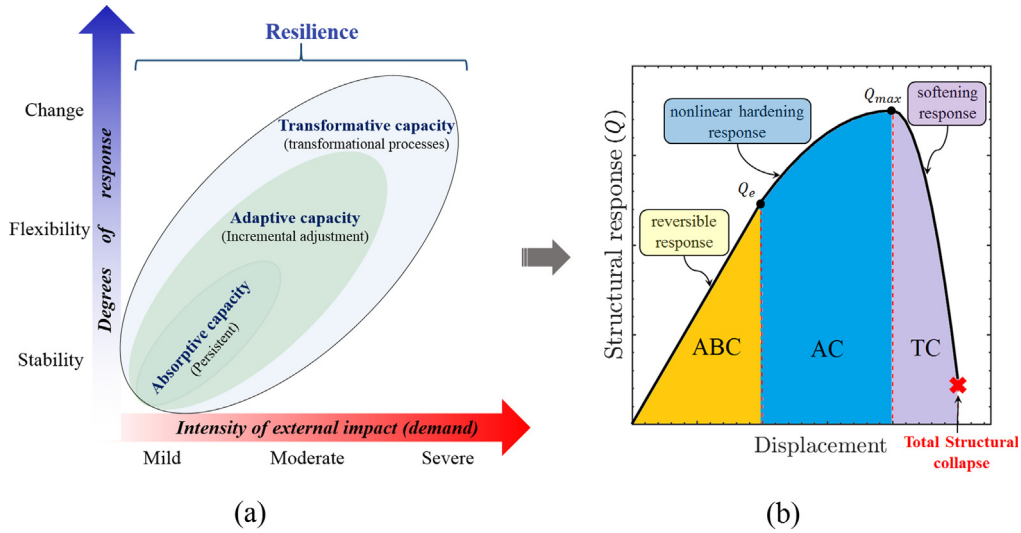 Resilience
Change
Flexibility
Stability
Degrees of response
Transformative capacity
(transformational processes)
Adaptive capacity
(Incremental adjustment)
Absorptive capacity
(Persistent)
Intensity of external impact (demand)
Mild Moderate Severe
(a)
Structural response (Q)
Q_max
softening
response
nonlinear hardening
response
Q_e
reversible
response
ABC AC TC
Displacement
Total Structural
collapse
(b)